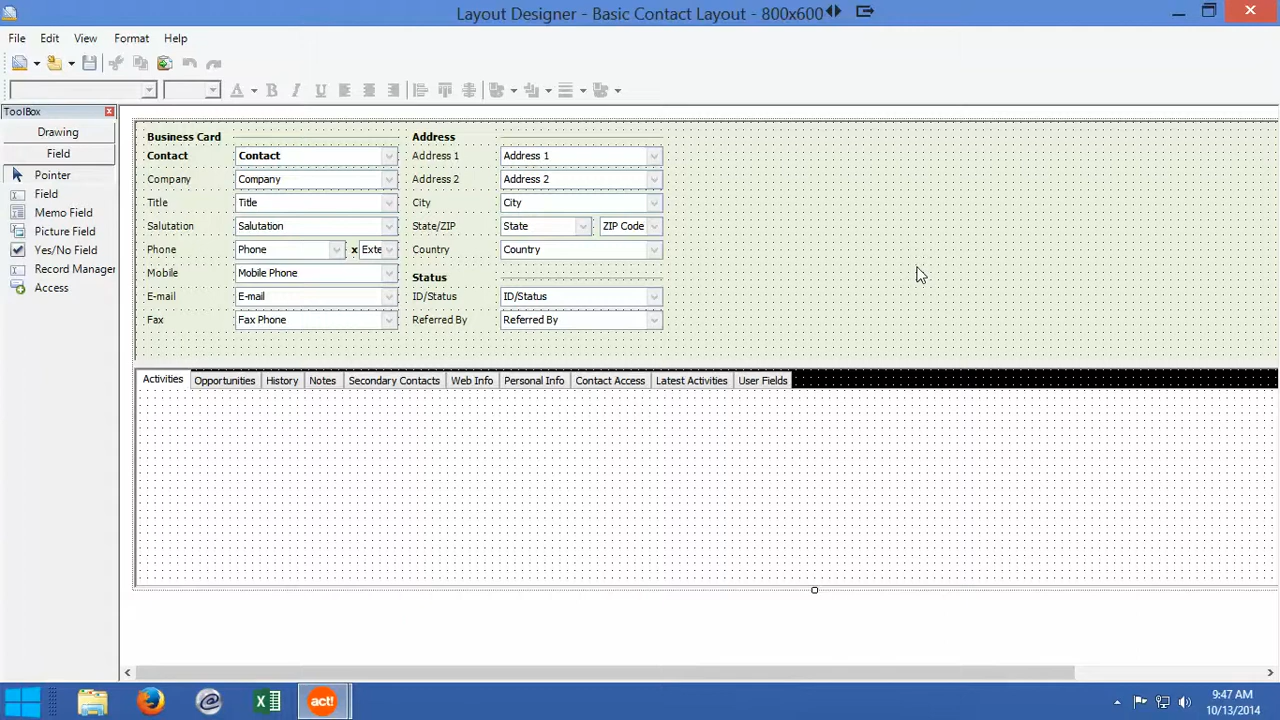 Layout Designer - Basic Contact Layout - 800x600
File Edit View Format Help
ToolBox
Drawing
Field
Pointer
Field
Memo Field
Picture Field
Yes/No Field
Record Manager
Access
Business Card Address
Contact Contact Address 1 Address 1
Company Company Address 2 Address 2
Title Title City City
Salutation Salutation State/ZIP State ZIP Code
Phone Phone x Exte Country Country
Mobile Mobile Phone Status
E-mail E-mail ID/Status ID/Status
Fax Fax Phone Referred By Referred By
Activities Opportunities History Notes Secondary Contacts Web Info Personal Info Contact Access Latest Activities User Fields
act!
9:47 AM
10/13/2014